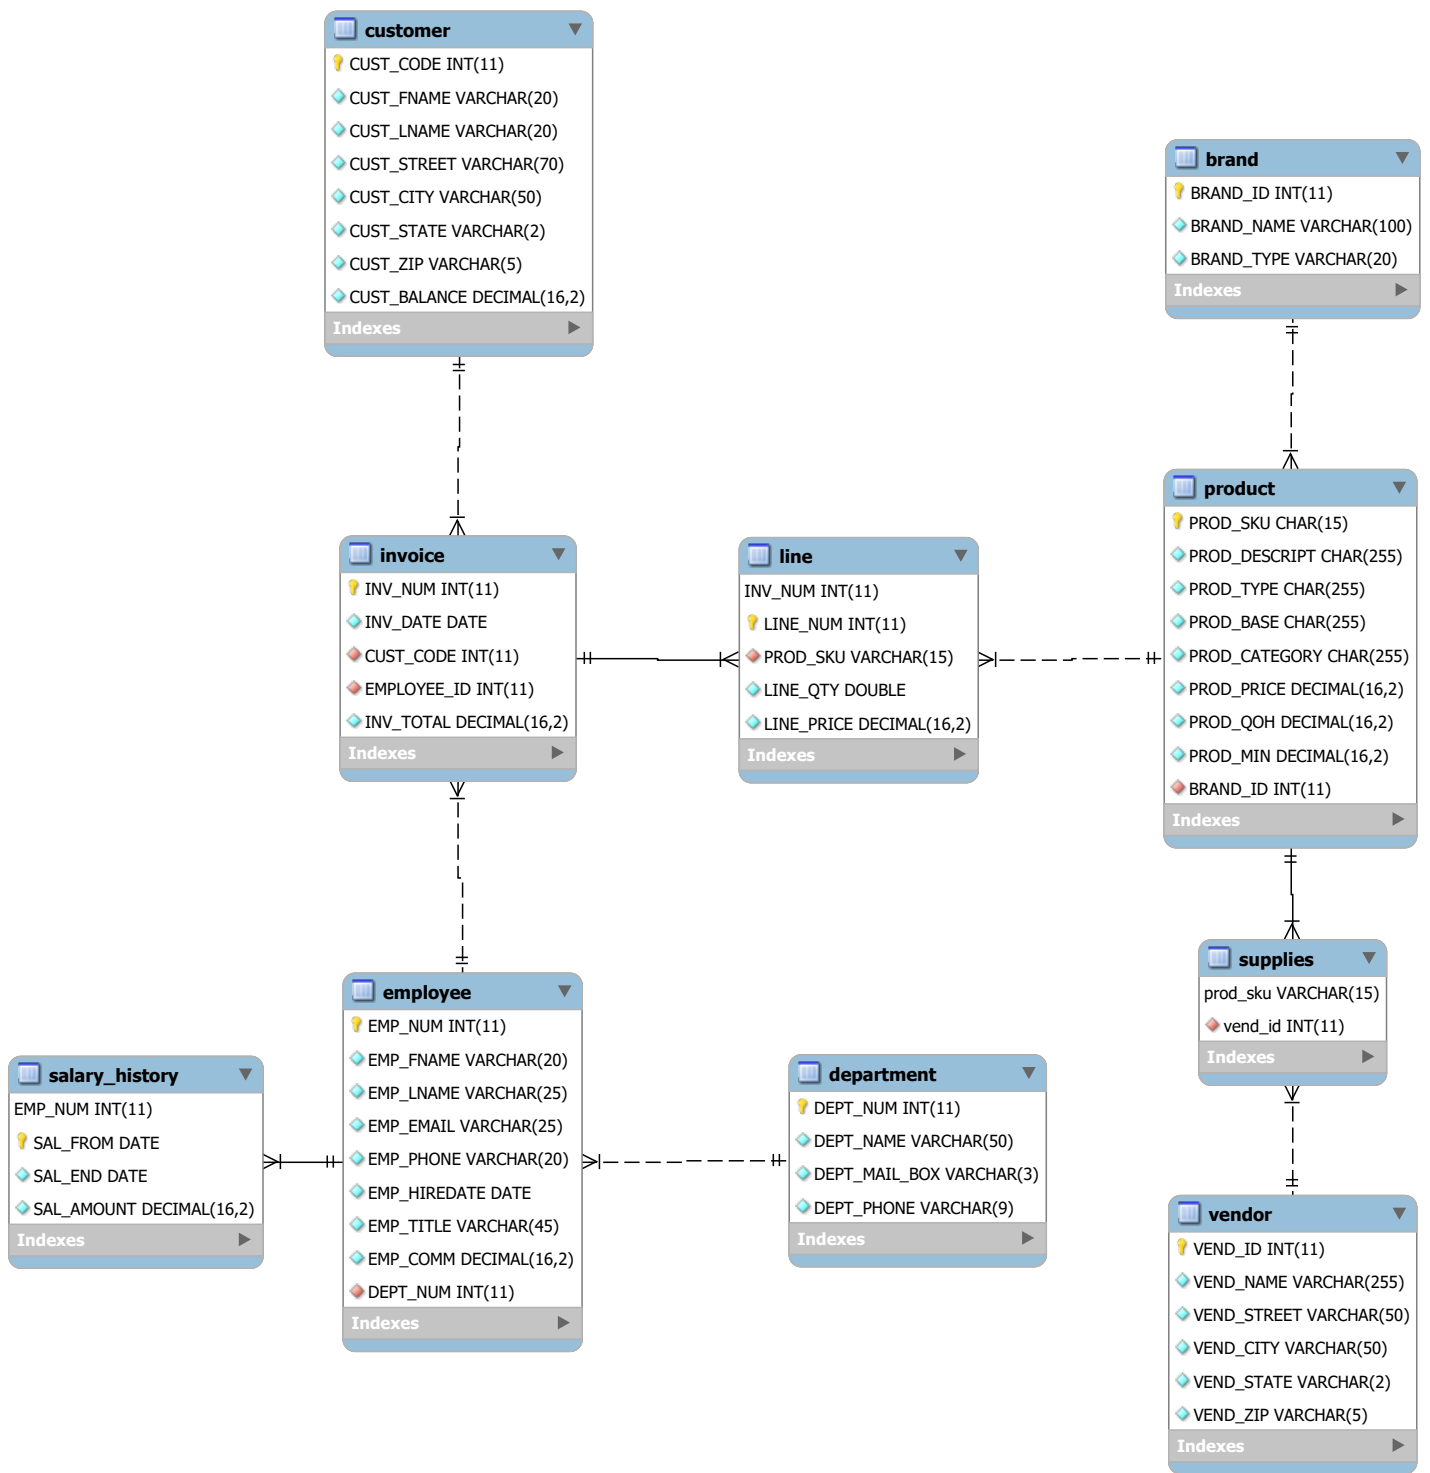 customer
CUST_CODE INT(11)
CUST_FNAME VARCHAR(20)
CUST_LNAME VARCHAR(20)
CUST_STREET VARCHAR(70)
CUST_CITY VARCHAR(50)
CUST_STATE VARCHAR(2)
CUST_ZIP VARCHAR(5)
CUST_BALANCE DECIMAL(16,2)
Indexes
brand
BRAND_ID INT(11)
BRAND_NAME VARCHAR(100)
BRAND_TYPE VARCHAR(20)
Indexes
invoice
INV_NUM INT(11)
INV_DATE DATE
CUST_CODE INT(11)
EMPLOYEE_ID INT(11)
INV_TOTAL DECIMAL(16,2)
Indexes
line
INV_NUM INT(11)
LINE_NUM INT(11)
PROD_SKU VARCHAR(15)
LINE_QTY DOUBLE
LINE_PRICE DECIMAL(16,2)
Indexes
product
PROD_SKU CHAR(15)
PROD_DESCRIPT CHAR(255)
PROD_TYPE CHAR(255)
PROD_BASE CHAR(255)
PROD_CATEGORY CHAR(255)
PROD_PRICE DECIMAL(16,2)
PROD_QOH DECIMAL(16,2)
PROD_MIN DECIMAL(16,2)
BRAND_ID INT(11)
Indexes
supplies
prod_sku VARCHAR(15)
vend_id INT(11)
Indexes
salary_history
EMP_NUM INT(11)
SAL_FROM DATE
SAL_END DATE
SAL_AMOUNT DECIMAL(16,2)
Indexes
employee
EMP_NUM INT(11)
EMP_FNAME VARCHAR(20)
EMP_LNAME VARCHAR(25)
EMP_EMAIL VARCHAR(25)
EMP_PHONE VARCHAR(20)
EMP_HIREDATE DATE
EMP_TITLE VARCHAR(45)
EMP_COMM DECIMAL(16,2)
DEPT_NUM INT(11)
Indexes
department
DEPT_NUM INT(11)
DEPT_NAME VARCHAR(50)
DEPT_MAIL_BOX VARCHAR(3)
DEPT_PHONE VARCHAR(9)
Indexes
vendor
VEND_ID INT(11)
VEND_NAME VARCHAR(255)
VEND_STREET VARCHAR(50)
VEND_CITY VARCHAR(50)
VEND_STATE VARCHAR(2)
VEND_ZIP VARCHAR(5)
Indexes